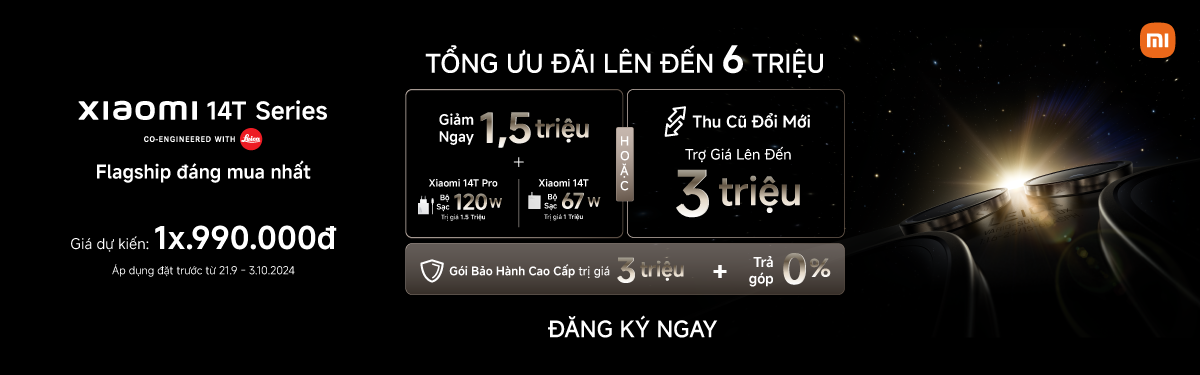 xiaomi 14T Series
CO-ENGINEERED WITH Leica
Flagship đáng mua nhất
Giá dự kiến: 1x.990.000đ
Áp dụng đặt trước từ 21.9 - 3.10.2024
TỔNG ƯU ĐÃI LÊN ĐẾN 6 TRIỆU
Giảm
Ngay 1,5 triệu
+
Xiaomi 14T Pro
Bộ
Sạc 120W
Trị giá 1.5 Triệu
Xiaomi 14T
Bộ
Sạc 67W
Trị giá 1 Triệu
HOẶC
Thu Cũ Đổi Mới
Trợ Giá Lên Đến
3 triệu
Gói Bảo Hành Cao Cấp trị giá 3 triệu + Trả
góp 0%
ĐĂNG KÝ NGAY
mi